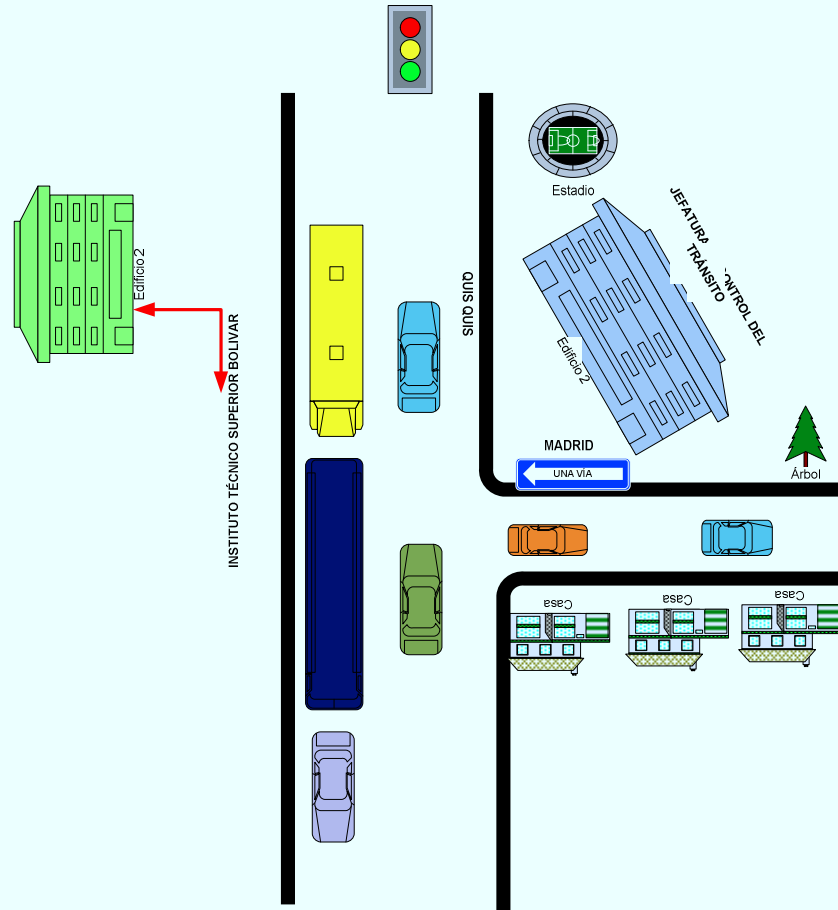 Estadio
JEFATURA
CONTROL DEL
TRÁNSITO
Edificio 2
Edificio 2
QUIS QUIS
INSTITUTO TÉCNICO SUPERIOR BOLIVAR
MADRID
UNA VÍA
Árbol
Casa
Casa
Casa